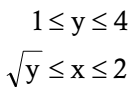 1 ≤ y ≤ 4
√y ≤ x ≤ 2